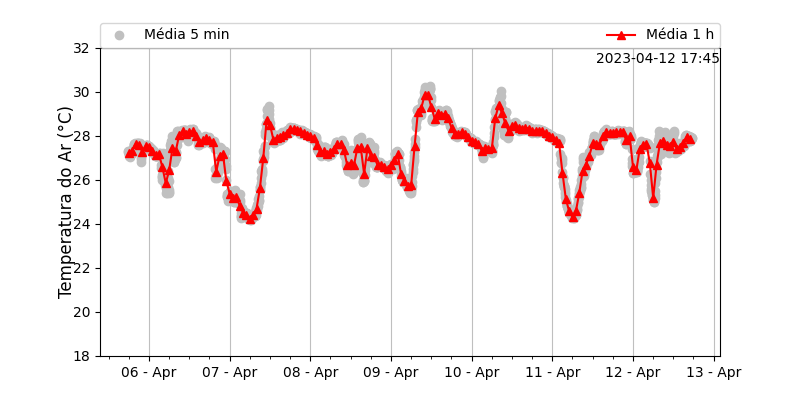 Média 5 min
Média 1 h
2023-04-12 17:45
Temperatura do Ar (°C)
32
30
28
26
24
22
20
18
06 - Apr
07 - Apr
08 - Apr
09 - Apr
10 - Apr
11 - Apr
12 - Apr
13 - Apr